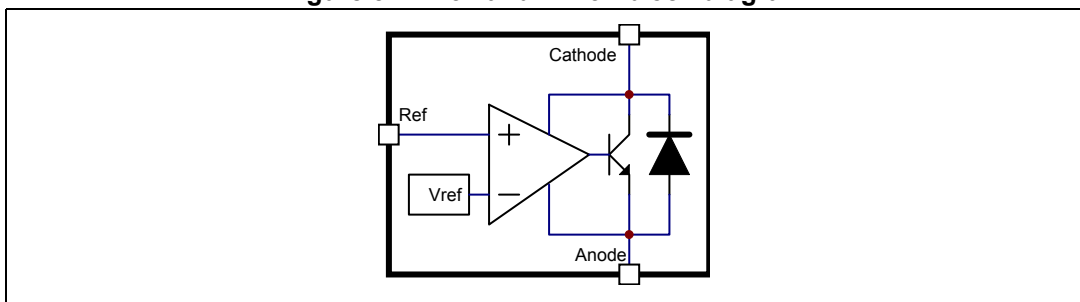 Cathode
Ref
+
Vref
−
Anode